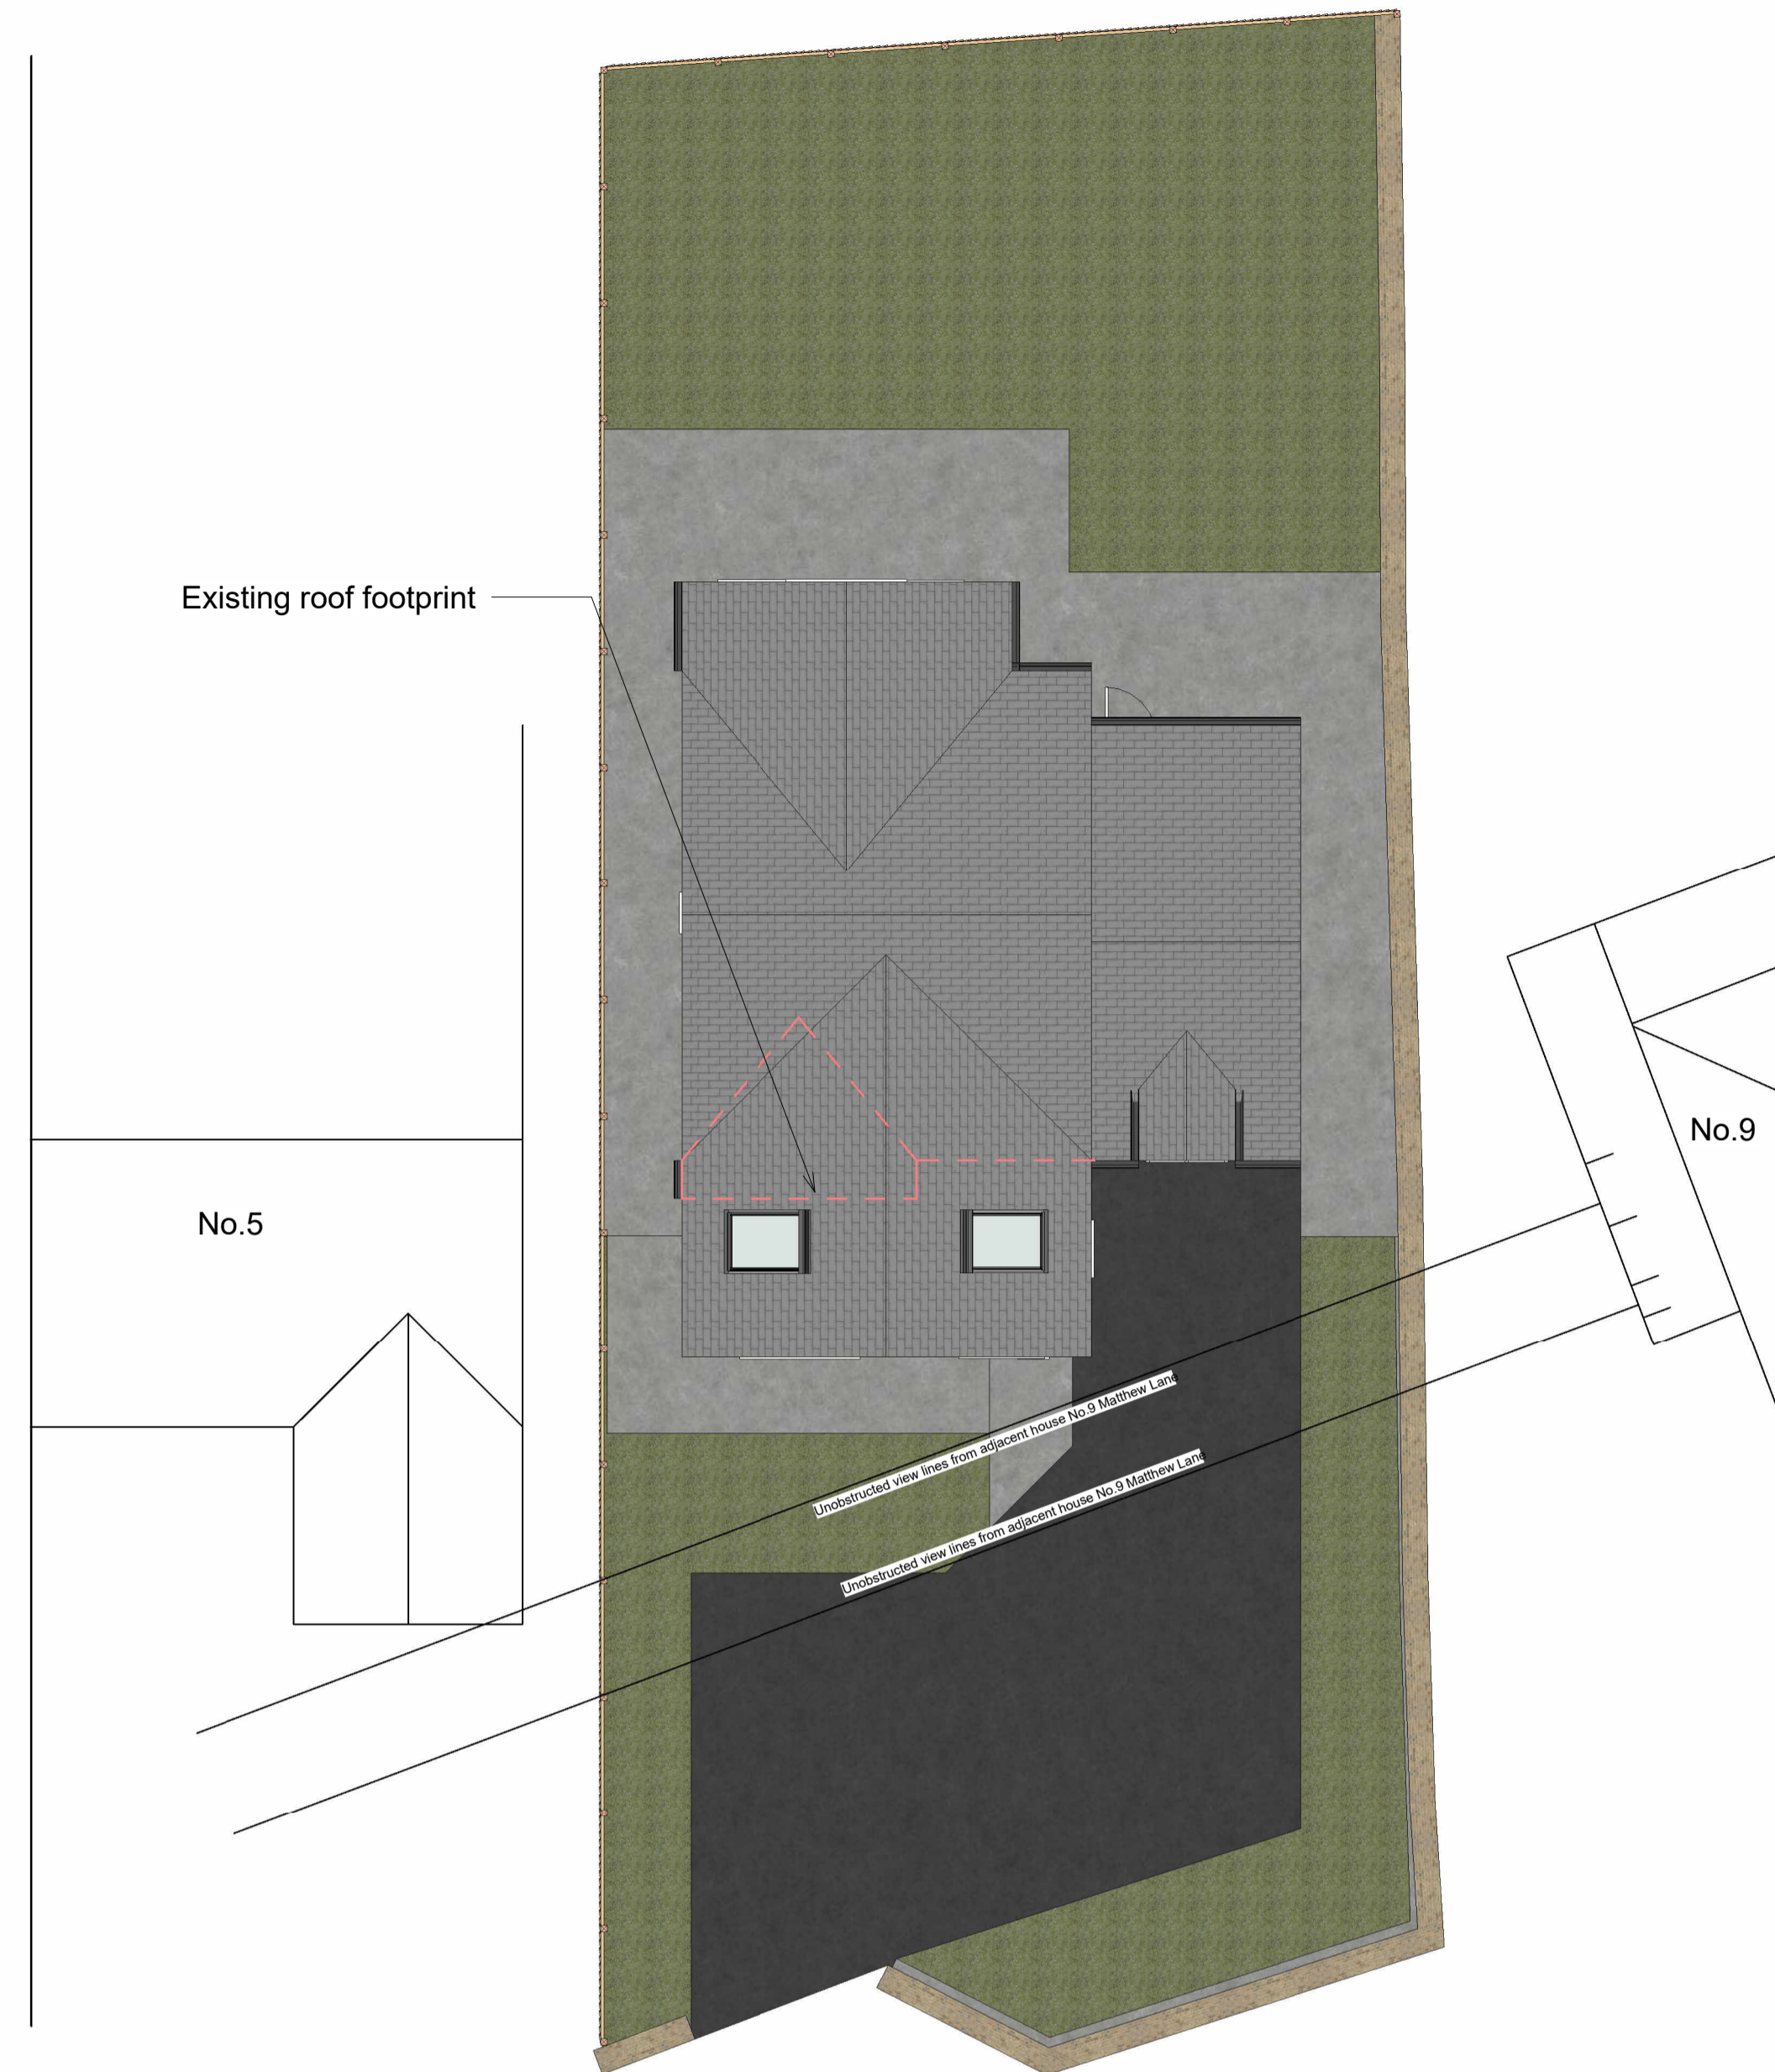 Existing roof footprint
No.9
No.5
Unobstructed view lines from adjacent house No.9 Matthew Lane
Unobstructed view lines from adjacent house No.9 Matthew Lane